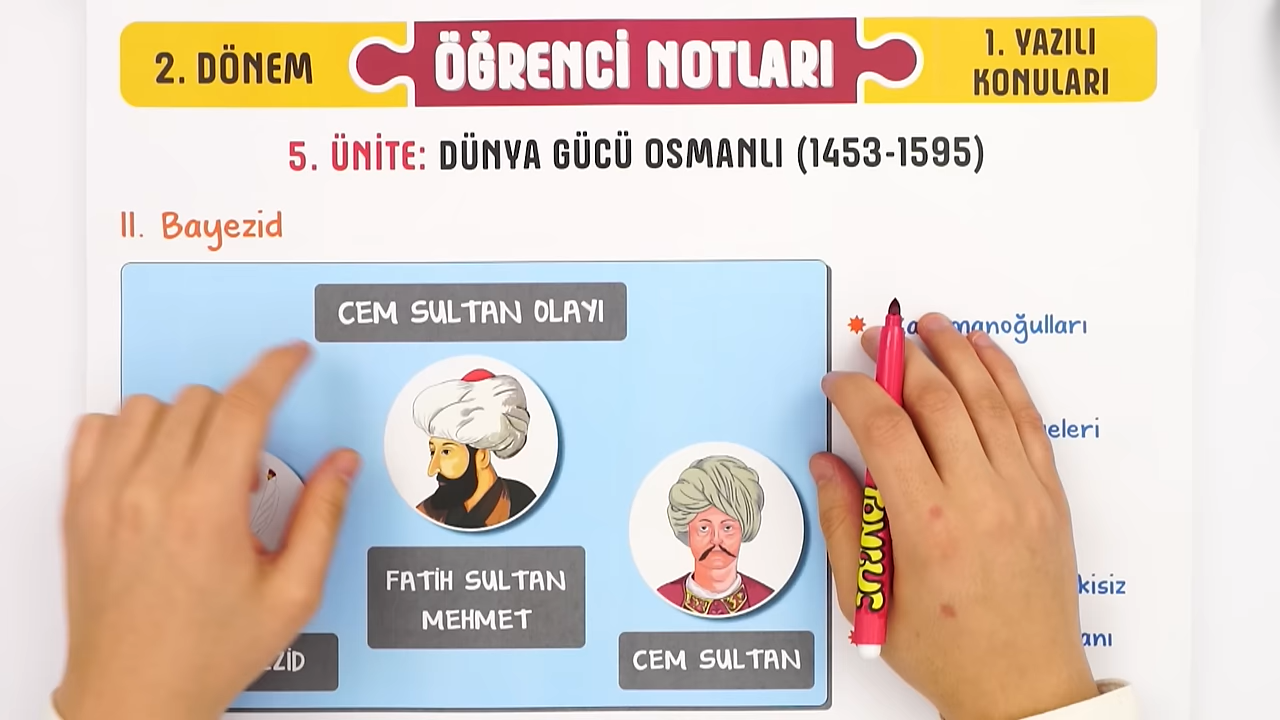 2. DÖNEM
ÖĞRENCİ NOTLARI
1. YAZILI
KONULARI
5. ÜNİTE: DÜNYA GÜCÜ OSMANLI (1453-1595)
II. Bayezid
CEM SULTAN OLAYI
FATİH SULTAN
MEHMET
CEM SULTAN